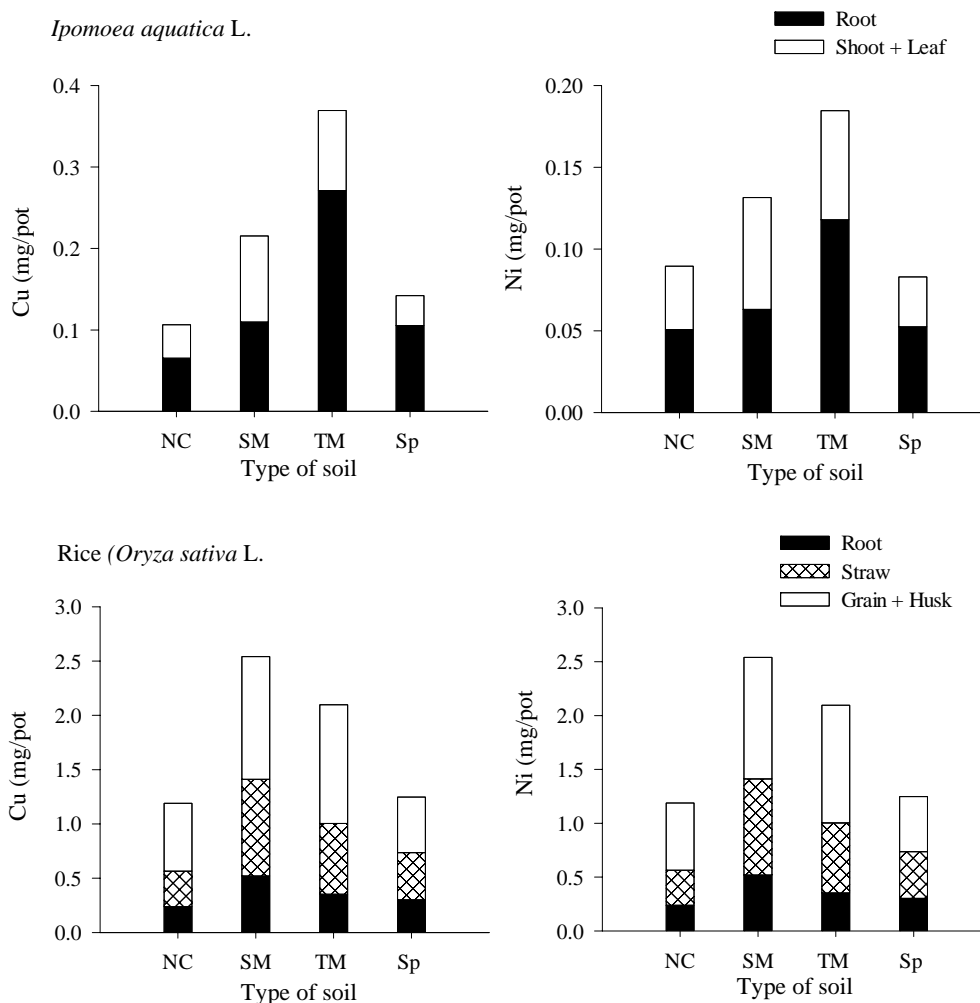 Ipomoea aquatica L.
Root
Shoot + Leaf
Cu (mg/pot
0.4
0.3
0.2
0.1
0.0
NC SM TM Sp
Type of soil
Ni (mg/pot
0.20
0.15
0.10
0.05
0.00
NC SM TM Sp
Type of soil
Rice (Oryza sativa L.
Root
Straw
Grain + Husk
Cu (mg/pot
3.0
2.5
2.0
1.5
1.0
0.5
0.0
NC SM TM Sp
Type of soil
Ni (mg/pot
3.0
2.5
2.0
1.5
1.0
0.5
0.0
NC SM TM Sp
Type of soil